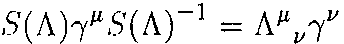 S(Λ)γ^μ S(Λ)^{-1} = Λ^μ_ν γ^ν